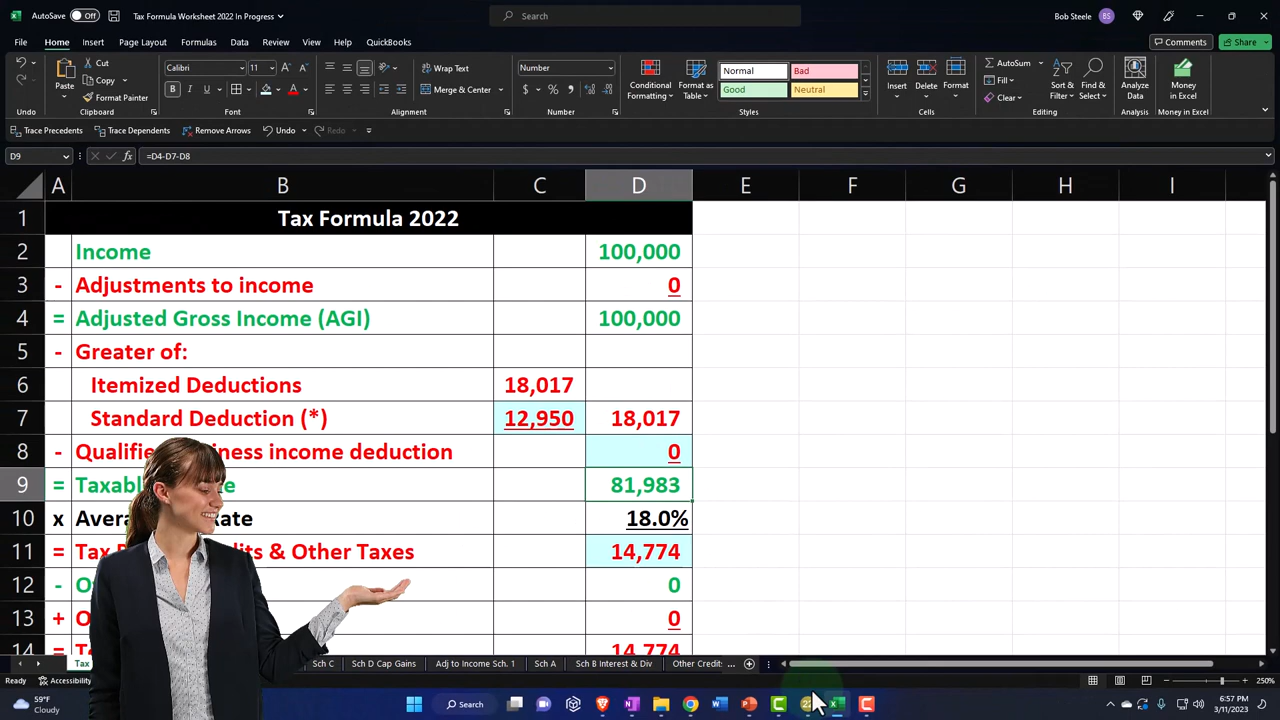 AutoSave Off Tax Formula Worksheet 2022 In Progress Search Bob Steele BS
File Home Insert Page Layout Formulas Data Review View Help QuickBooks Comments Share
Cut Calibri 11 Wrap Text Number Normal Bad AutoSum
Copy Fill
Paste Format Painter B I U A Merge & Center $ % Conditional Formatting Format as Table Good Neutral Insert Delete Format Clear Sort & Filter Find & Select Analyze Data Money in Excel
Undo Clipboard Font Alignment Number Styles Cells Editing Analysis Money in Excel
Trace Precedents Trace Dependents Remove Arrows Undo Redo
D9 fx =D4-D7-D8
A B C D E F G H I
1 Tax Formula 2022
2 Income 100,000
3 - Adjustments to income 0
4 = Adjusted Gross Income (AGI) 100,000
5 - Greater of:
6 Itemized Deductions 18,017
7 Standard Deduction (*) 12,950 18,017
8 - income deduction 0
9 = 81,983
10 x 18.0%
11 = Tax & Other Taxes 14,774
12 - 0
13 + 0
14 = 14,774
Tax Sch C Sch D Cap Gains Adj to Income Sch. 1 Sch A Sch B Interest & Div Other Credits ...
Ready Accessibility 250%
59°F Cloudy Search 6:57 PM
3/11/2023